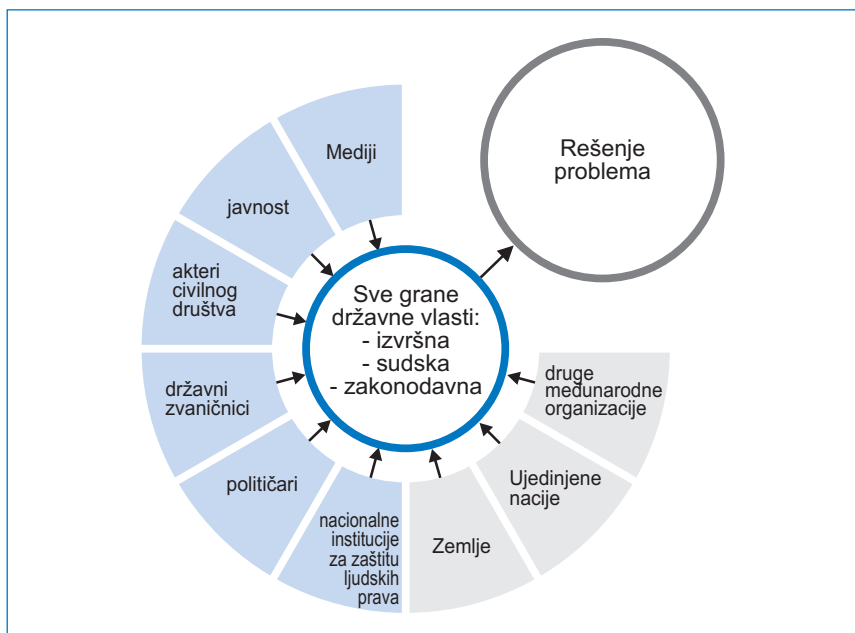 Mediji
javnost
akteri
civilnog
društva
državni
zvaničnici
političari
nacionalne
institucije
za zaštitu
ljudskih
prava
Zemlje
Ujedinjene
nacije
druge
međunarodne
organizacije
Sve grane
državne vlasti:
- izvršna
- sudska
- zakonodavna
Rešenje
problema